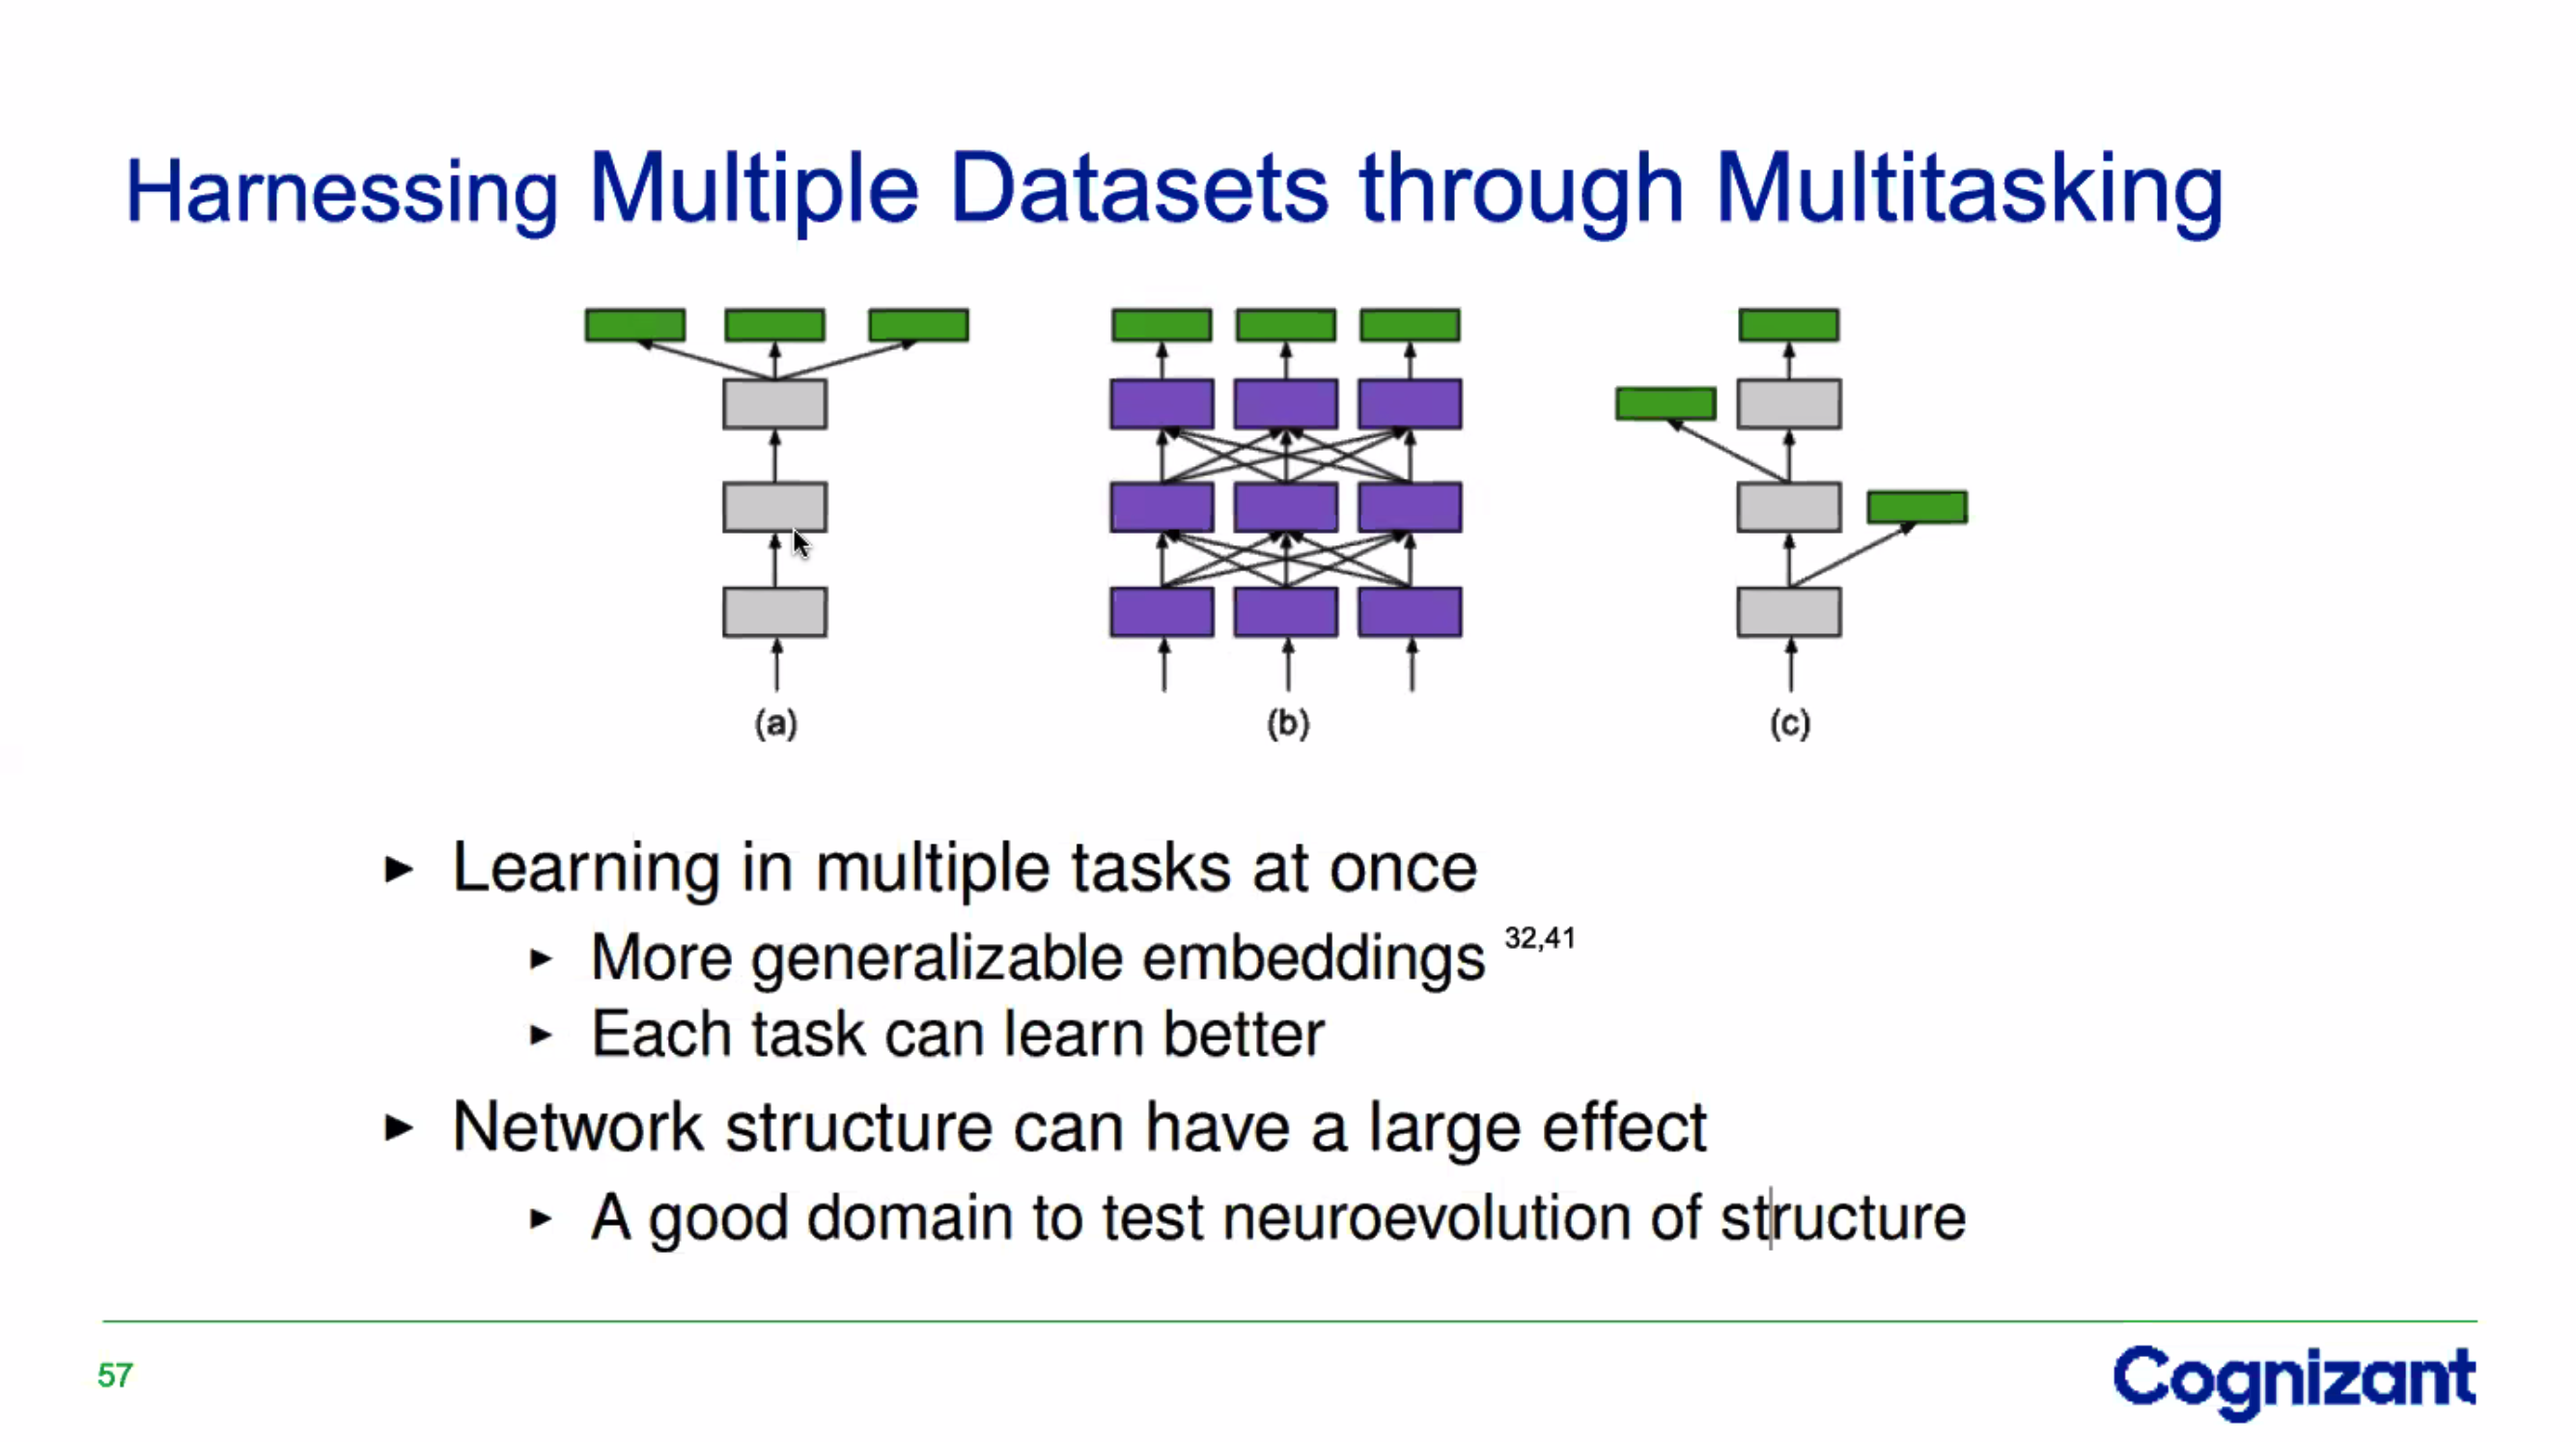 Harnessing Multiple Datasets through Multitasking
(a)
(b)
(c)
► Learning in multiple tasks at once
► More generalizable embeddings 32,41
► Each task can learn better
► Network structure can have a large effect
► A good domain to test neuroevolution of structure
57
Cognizant